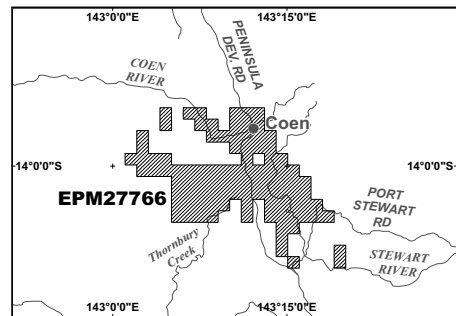 143°0'0"E
143°15'0"E
COEN
RIVER
PENINSULA
DEV. RD
Coen
14°0'0"S
14°0'0"S
EPM27766
PORT
STEWART
RD
Thornbury
Creek
STEWART
RIVER
143°0'0"E
143°15'0"E